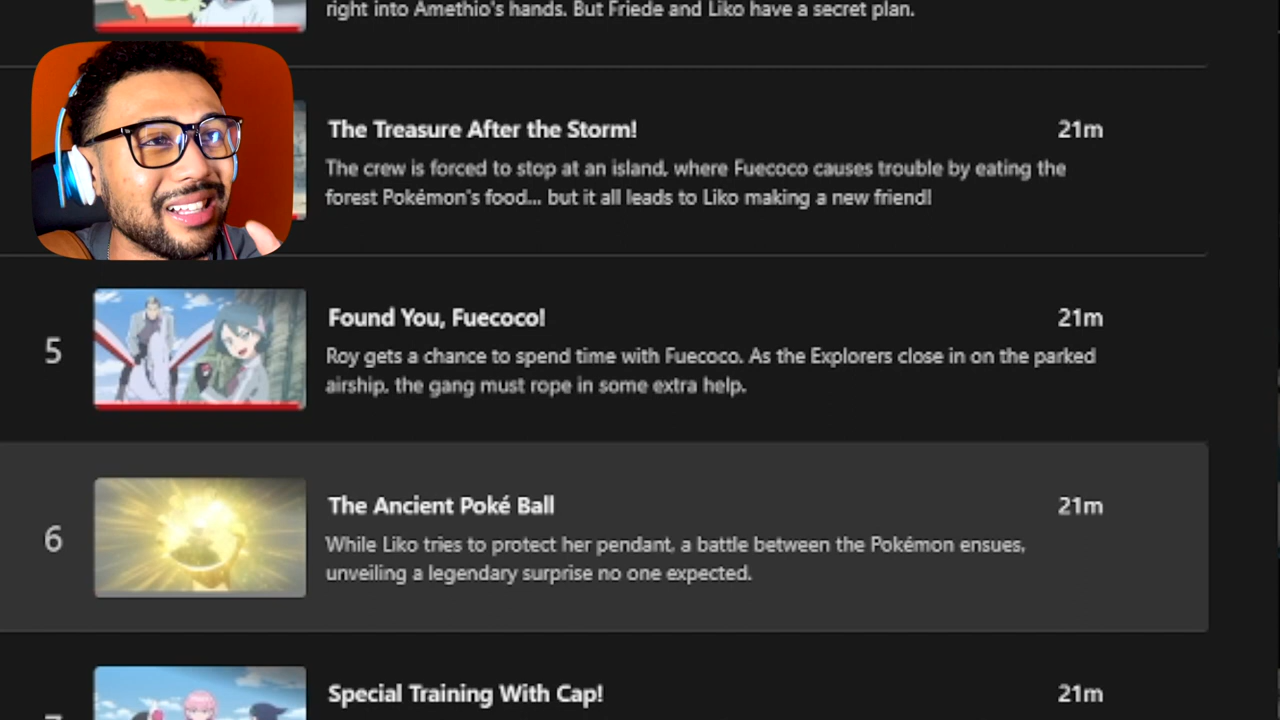 right into Amethio's hands. But Friede and Liko have a secret plan.
The Treasure After the Storm! 21m
The crew is forced to stop at an island, where Fuecoco causes trouble by eating the
forest Pokémon's food... but it all leads to Liko making a new friend!
5 Found You, Fuecoco! 21m
Roy gets a chance to spend time with Fuecoco. As the Explorers close in on the parked
airship, the gang must rope in some extra help.
6 The Ancient Poké Ball 21m
While Liko tries to protect her pendant, a battle between the Pokémon ensues,
unveiling a legendary surprise no one expected.
Special Training With Cap! 21m